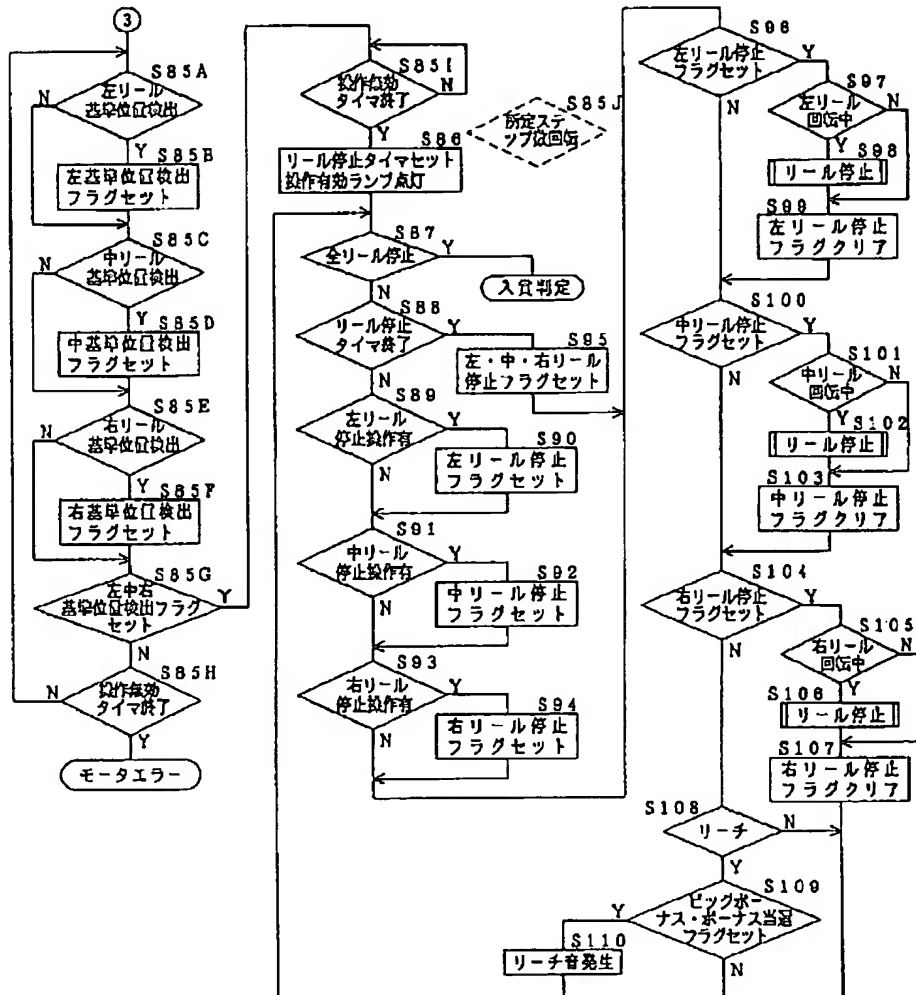 3
S85A
左リール
基準位置検出
N
Y
S85B
左基準位置検出
フラグセット
S85C
中リール
基準位置検出
N
Y
S85D
中基準位置検出
フラグセット
S85E
右リール
基準位置検出
N
Y
S85F
右基準位置検出
フラグセット
S85G
左中右
基準位置検出フラグ
セット
Y
N
S85H
操作無効
タイマ終了
N
Y
モータエラー
S85I
操作無効
タイマ終了
N
Y
S85J
所定ステ
ップ数回転
S86
リール停止タイマセット
操作有効ランプ点灯
S87
全リール停止
Y
入賞判定
N
S88
リール停止
タイマ終了
Y
N
S95
左・中・右リール
停止フラグセット
S89
左リール
停止操作有
Y
N
S90
左リール停止
フラグセット
S91
中リール
停止操作有
Y
N
S92
中リール停止
フラグセット
S93
右リール
停止操作有
Y
N
S94
右リール停止
フラグセット
S96
左リール停止
フラグセット
Y
N
S97
左リール
回転中
N
Y
S98
リール停止
S99
左リール停止
フラグクリア
S100
中リール停止
フラグセット
Y
N
S101
中リール
回転中
N
Y
S102
リール停止
S103
中リール停止
フラグクリア
S104
右リール停止
フラグセット
Y
N
S105
右リール
回転中
N
Y
S106
リール停止
S107
右リール停止
フラグクリア
S108
リーチ
N
Y
S109
ビッグボー
ナス・ボーナス当選
フラグセット
Y
N
S110
リーチ音発生